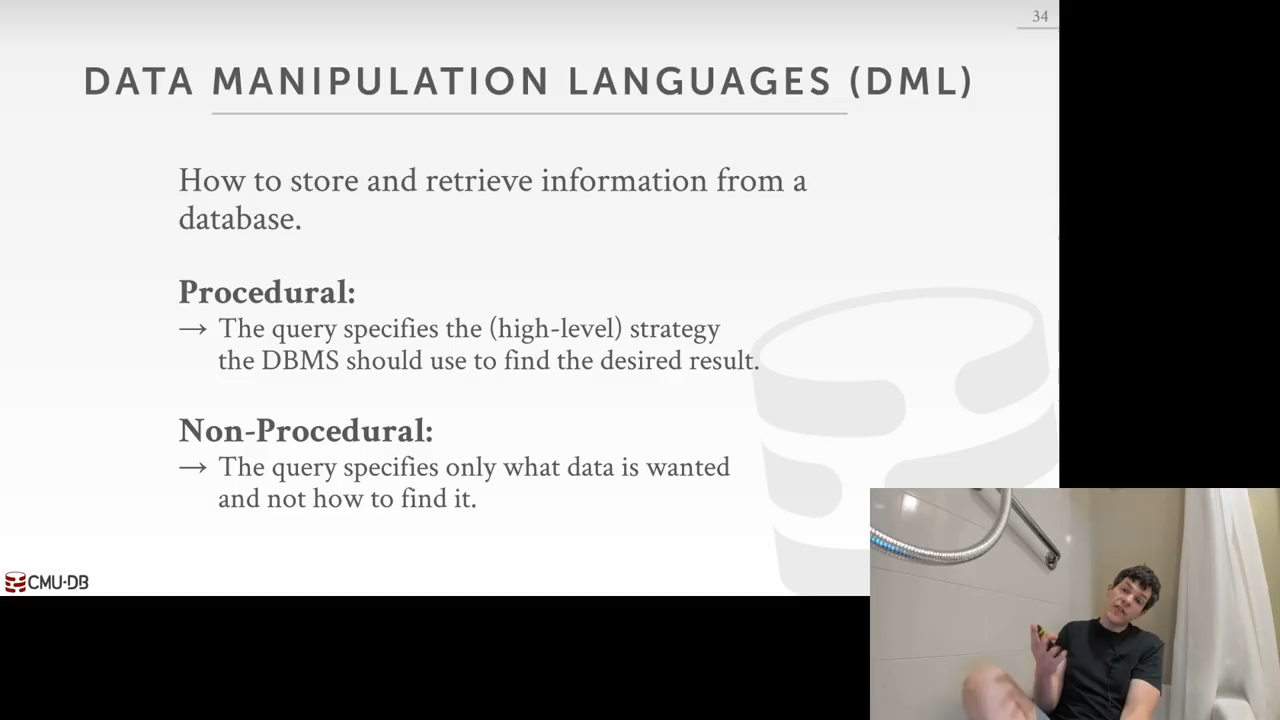 34
DATA MANIPULATION LANGUAGES (DML)
How to store and retrieve information from a
database.
Procedural:
→ The query specifies the (high-level) strategy
the DBMS should use to find the desired result.
Non-Procedural:
→ The query specifies only what data is wanted
and not how to find it.
CMU·DB